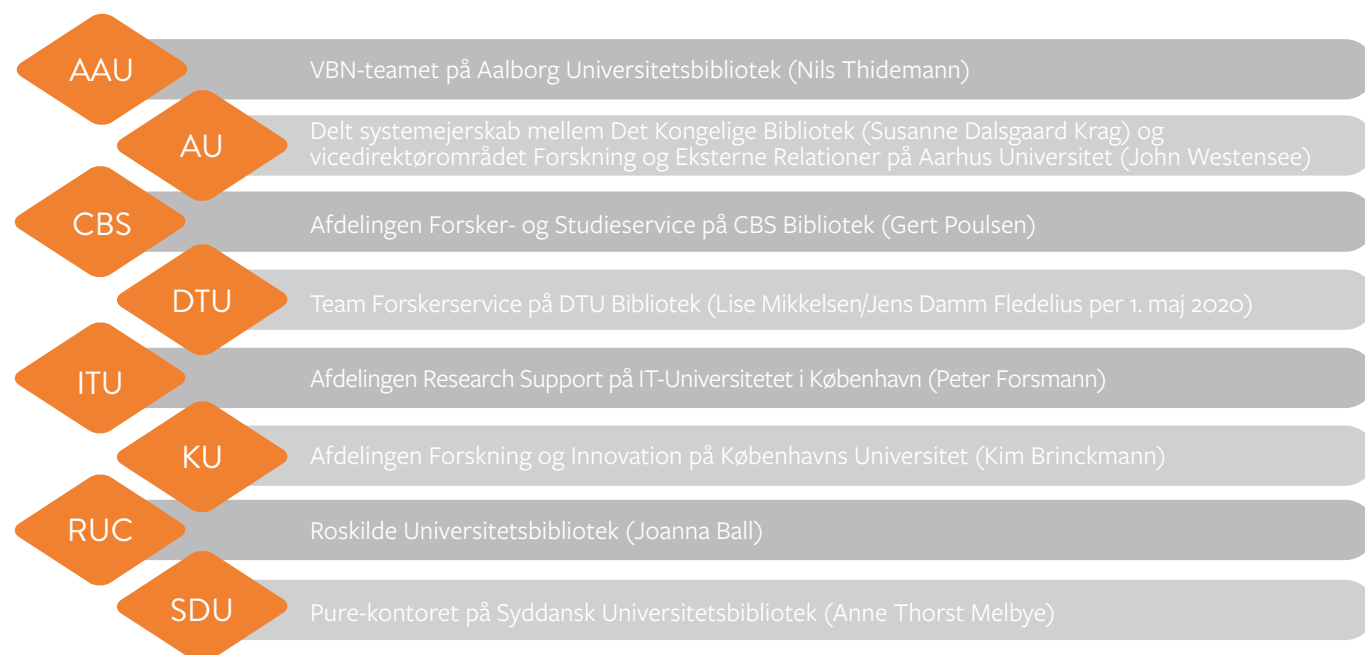 AAU
VBN-teamet på Aalborg Universitetsbibliotek (Nils Thidemann)
AU
Delt systemejerskab mellem Det Kongelige Bibliotek (Susanne Dalsgaard Krag) og
vicedirektørområdet Forskning og Eksterne Relationer på Aarhus Universitet (John Westensee)
CBS
Afdelingen Forsker- og Studieservice på CBS Bibliotek (Gert Poulsen)
DTU
Team Forskerservice på DTU Bibliotek (Lise Mikkelsen/Jens Damm Fledelius per 1. maj 2020)
ITU
Afdelingen Research Support på IT-Universitetet i København (Peter Forsmann)
KU
Afdelingen Forskning og Innovation på Københavns Universitet (Kim Brinckmann)
RUC
Roskilde Universitetsbibliotek (Joanna Ball)
SDU
Pure-kontoret på Syddansk Universitetsbibliotek (Anne Thorst Melbye)